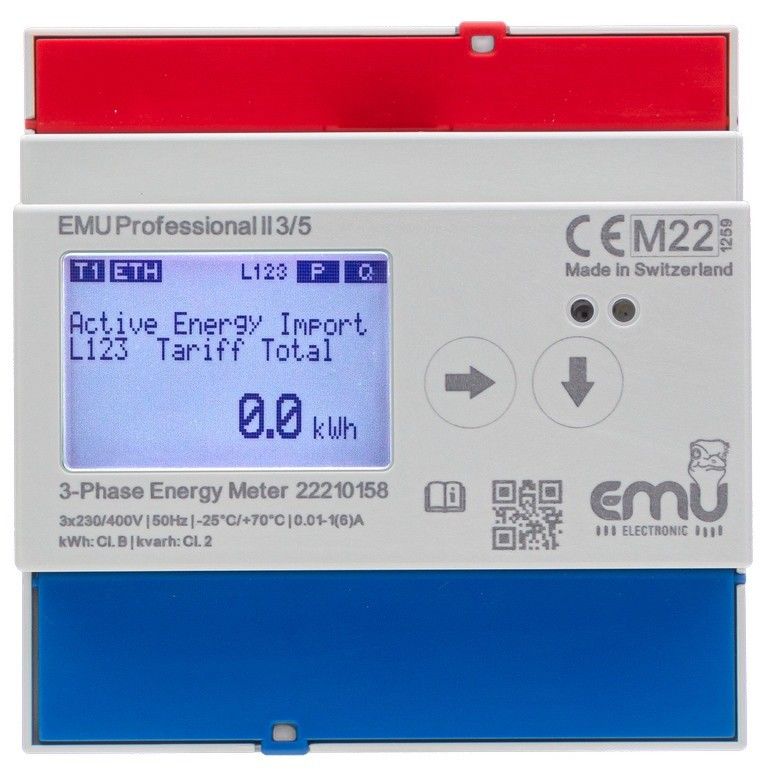 EMU Professional II 3/5
CE M22 1259
Made in Switzerland
T1 ETH L123 P Q
Active Energy Import
L123 Tariff Total
0.0 kWh
3-Phase Energy Meter 22210158
3x230/400V | 50Hz | -25°C/+70°C | 0.01-1(6)A
kWh: Cl. B | kvarh: Cl. 2
i
emu
ELECTRONIC